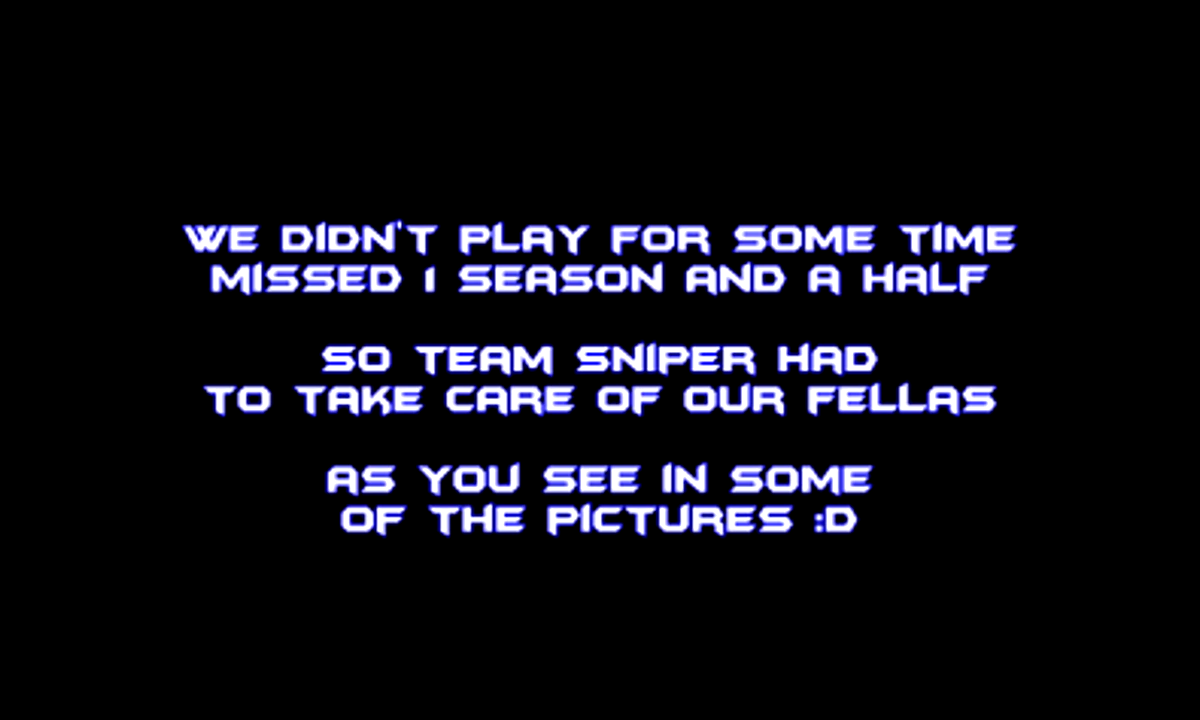 WE DIDN'T PLAY FOR SOME TIME
MISSED 1 SEASON AND A HALF
SO TEAM SNIPER HAD
TO TAKE CARE OF OUR FELLAS
AS YOU SEE IN SOME
OF THE PICTURES :D